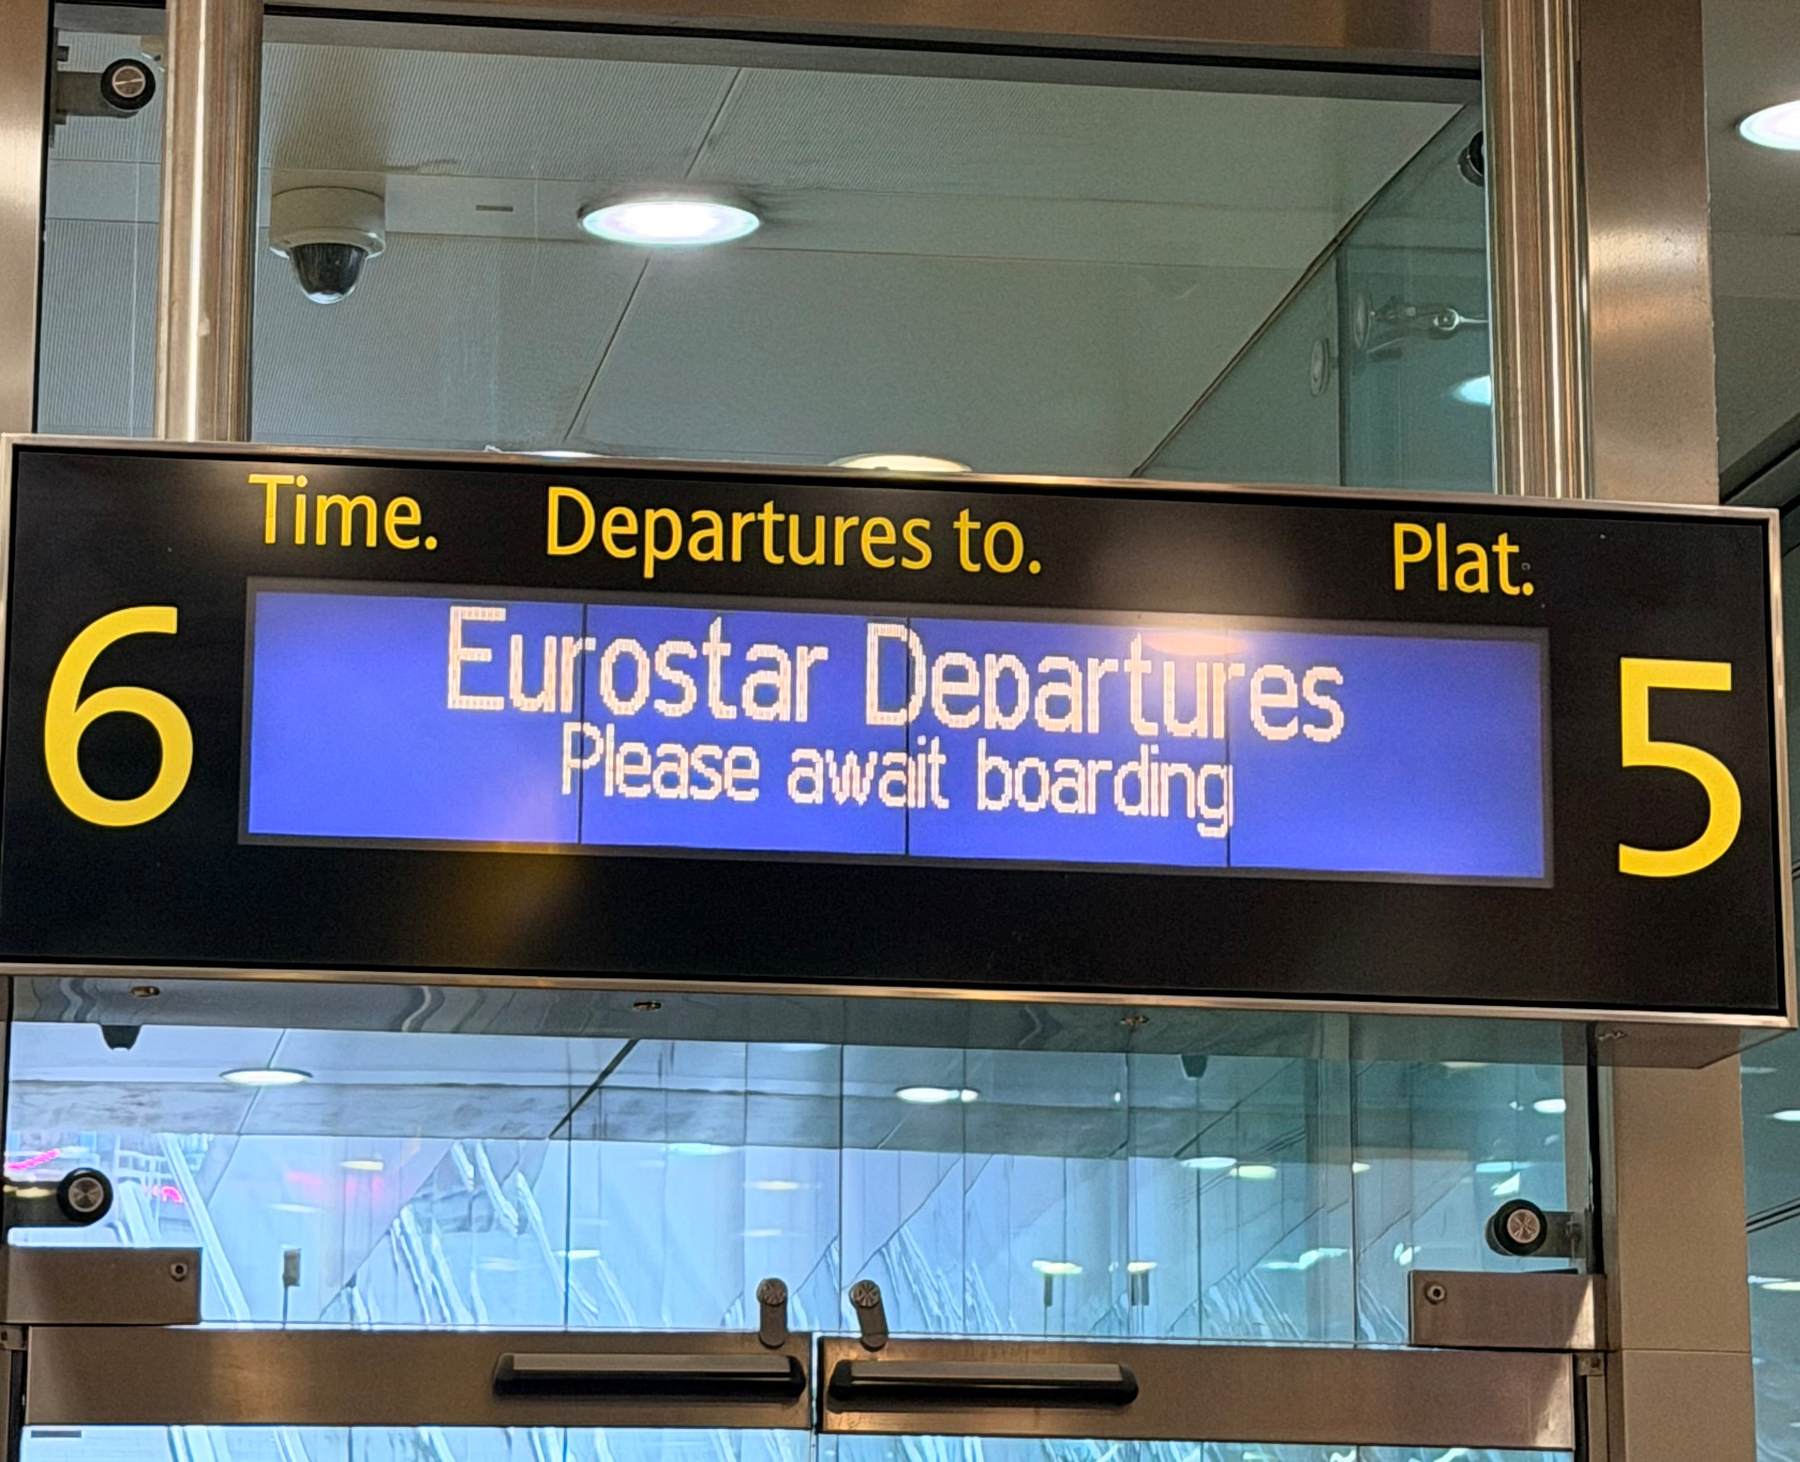 Time. Departures to. Plat.
6
Eurostar Departures
Please await boarding
5